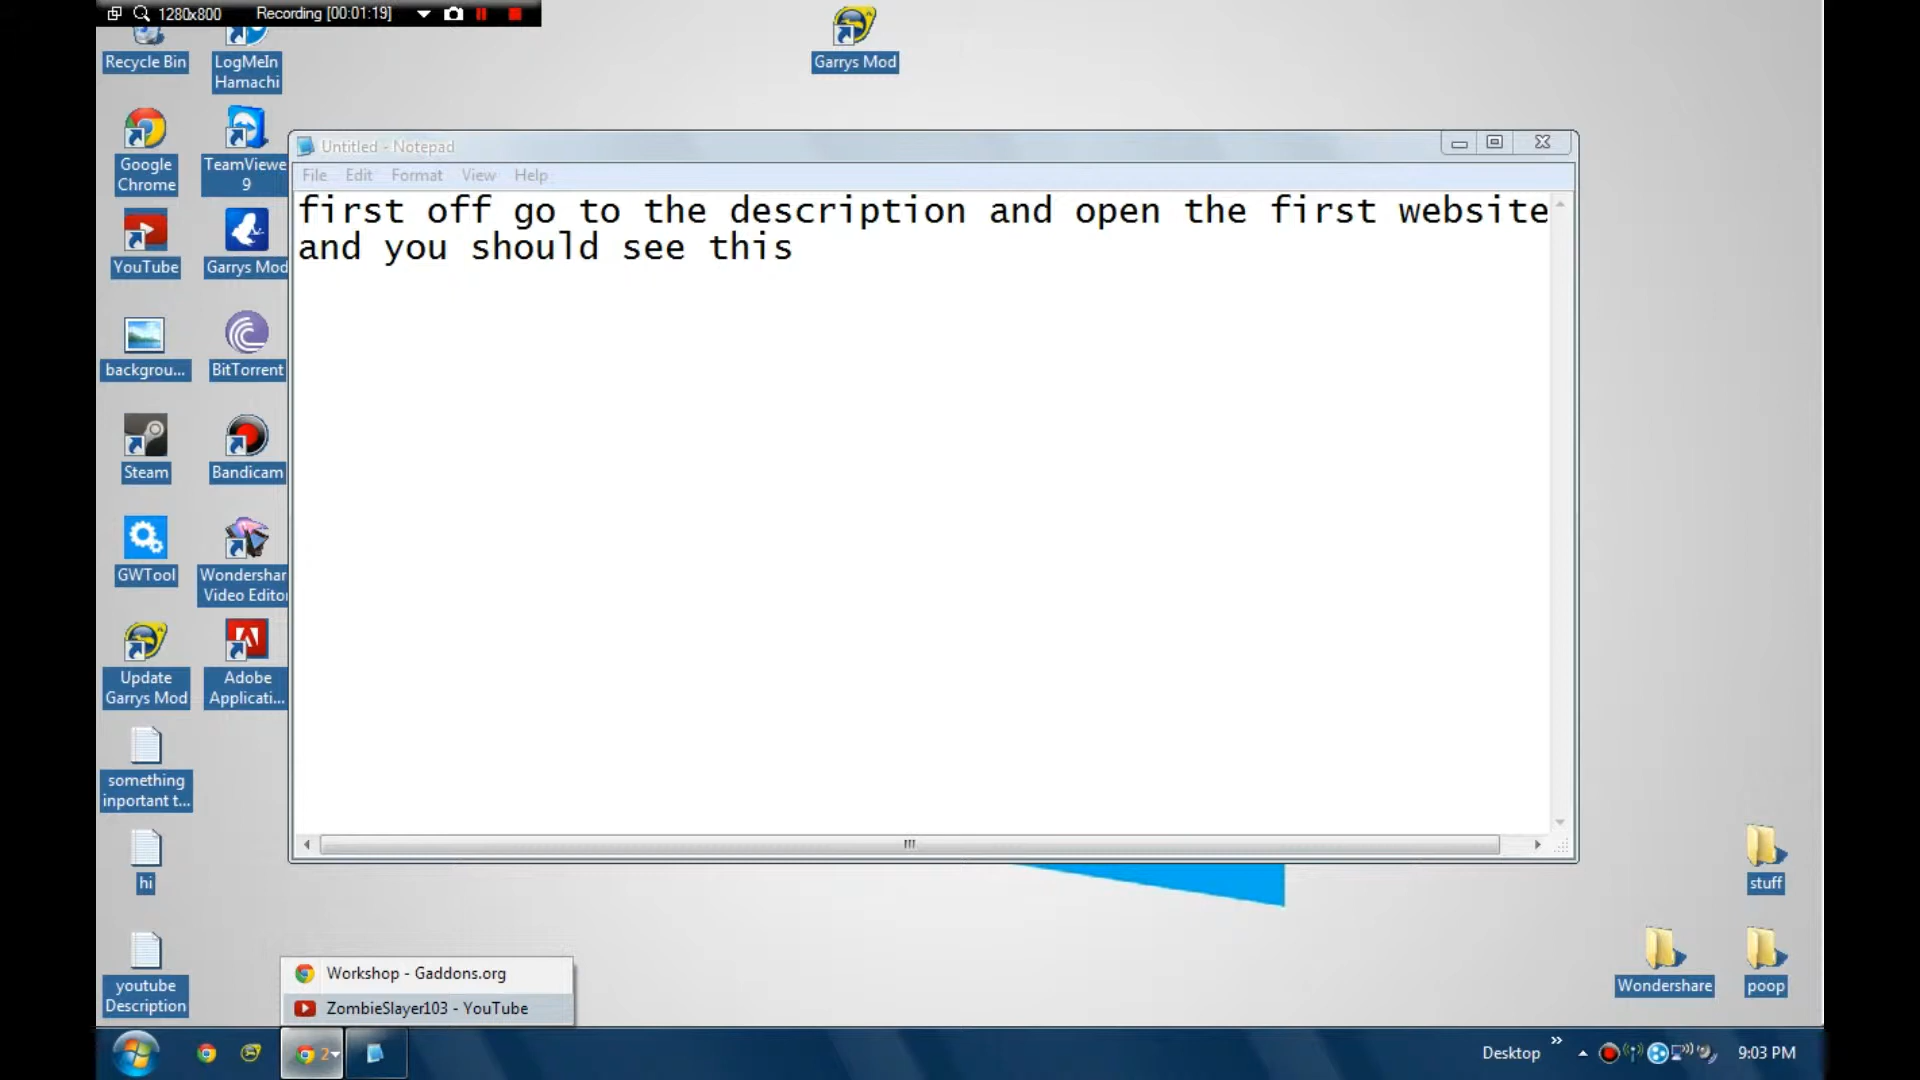 1280x800 Recording [00:01:19]
Recycle Bin
LogMeIn
Hamachi
Garrys Mod
Google
Chrome
TeamViewe
9
YouTube
Garrys Mod
backgrou...
BitTorrent
Steam
Bandicam
GWTool
Wondershar
Video Edito
Update
Garrys Mod
Adobe
Applicati...
something
inportant t...
hi
youtube
Description
Untitled - Notepad
File Edit Format View Help
first off go to the description and open the first website
and you should see this
stuff
Wondershare
poop
Workshop - Gaddons.org
ZombieSlayer103 - YouTube
2
Desktop
9:03 PM